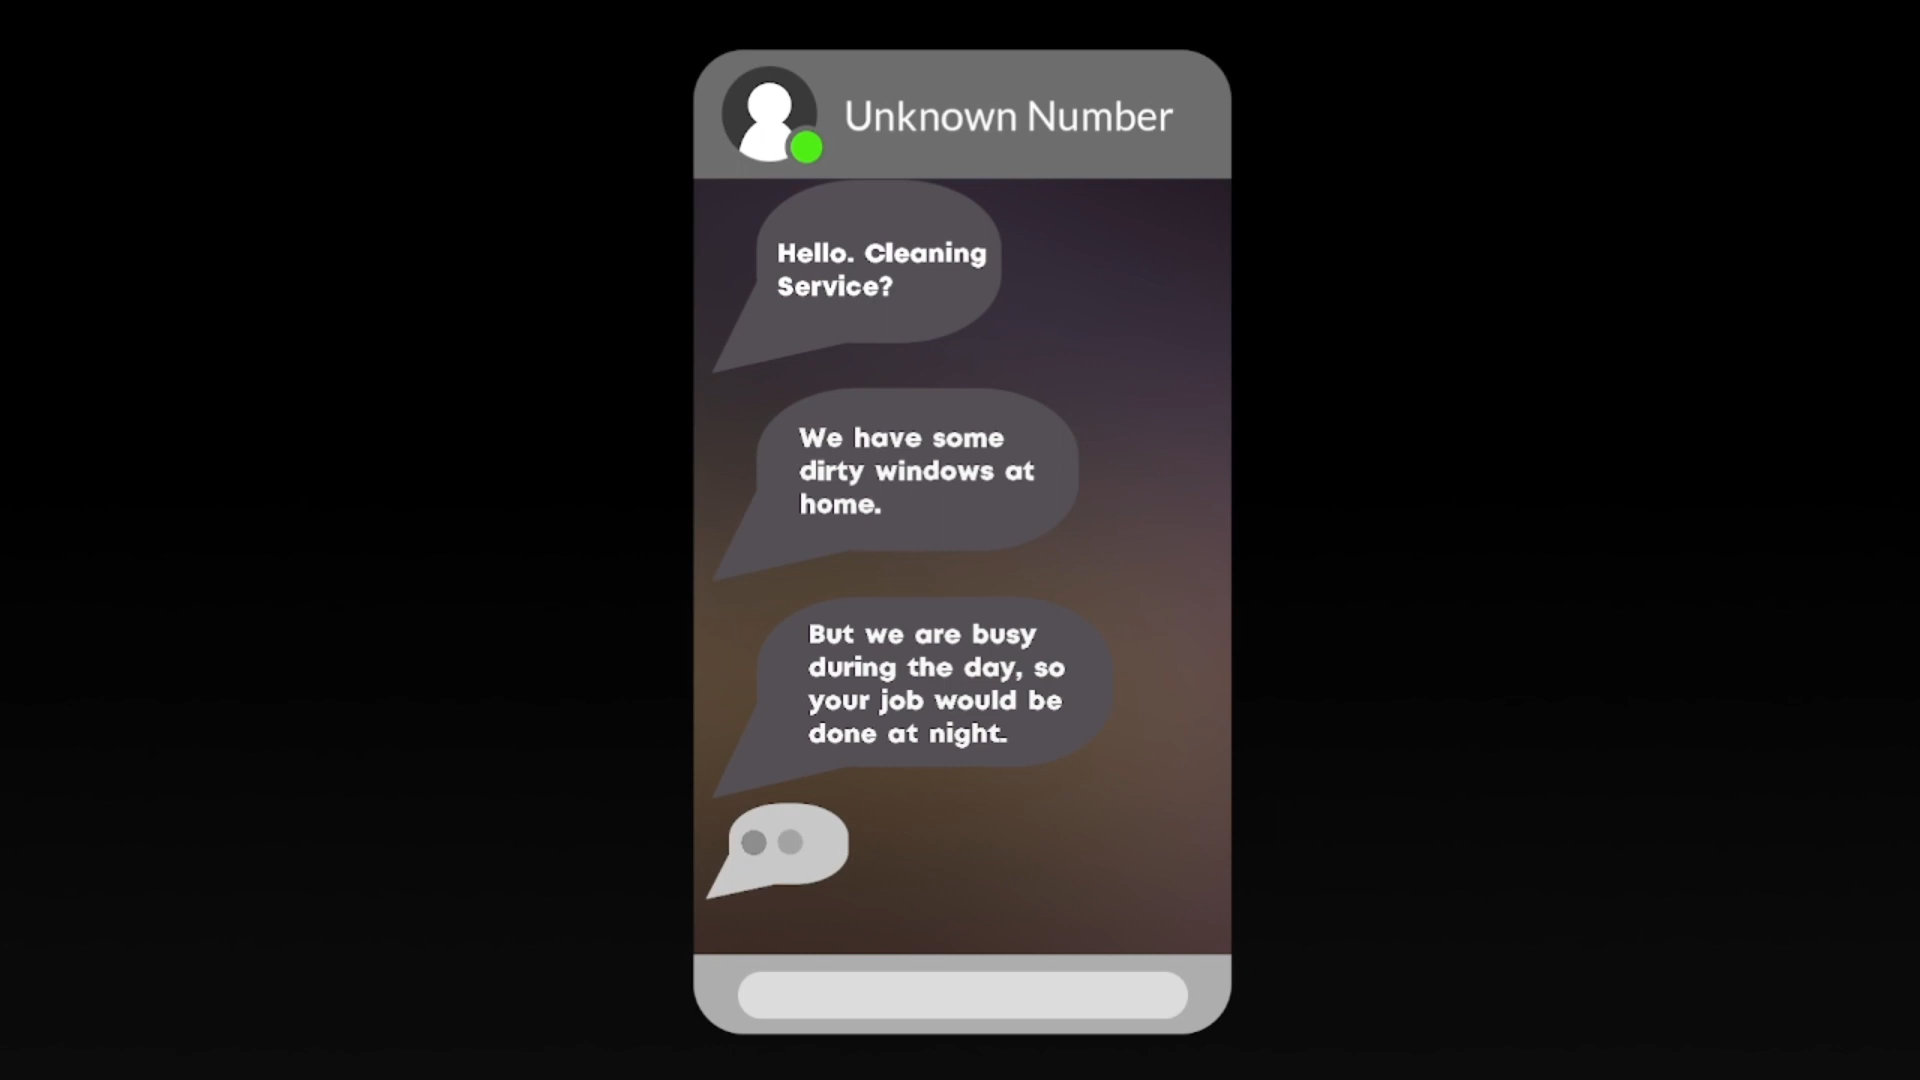 Unknown Number
Hello. Cleaning
Service?
We have some
dirty windows at
home.
But we are busy
during the day, so
your job would be
done at night.